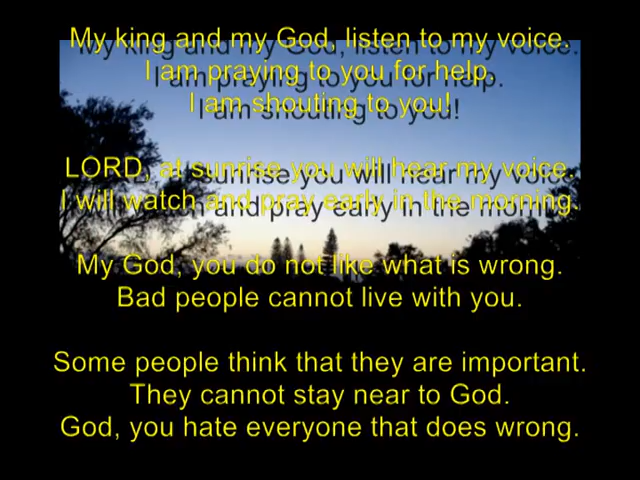 My king and my God, listen to my voice.
I am praying to you for help.
I am shouting to you!
LORD, at sunrise you will hear my voice.
I will watch and pray early in the morning.
My God, you do not like what is wrong.
Bad people cannot live with you.
Some people think that they are important.
They cannot stay near to God.
God, you hate everyone that does wrong.